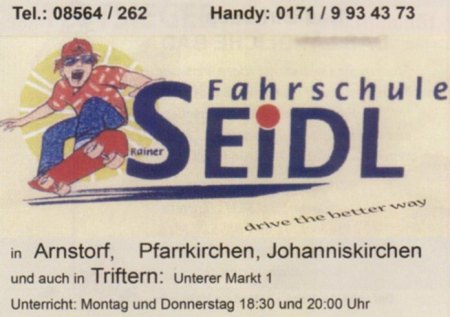 Tel.: 08564 / 262 Handy: 0171 / 9 93 43 73
Fahrschule
Rainer SEiDL
drive the better way
in Arnstorf, Pfarrkirchen, Johanniskirchen
und auch in Triftern: Unterer Markt 1
Unterricht: Montag und Donnerstag 18:30 und 20:00 Uhr